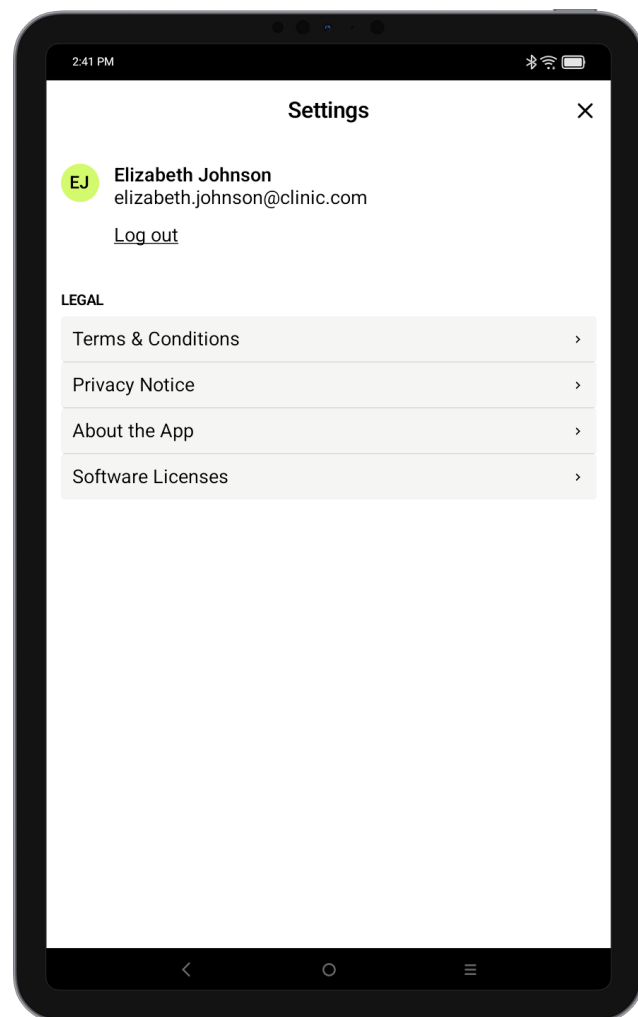 2:41 PM
Settings
EJ
Elizabeth Johnson
elizabeth.johnson@clinic.com
Log out
LEGAL
Terms & Conditions
Privacy Notice
About the App
Software Licenses